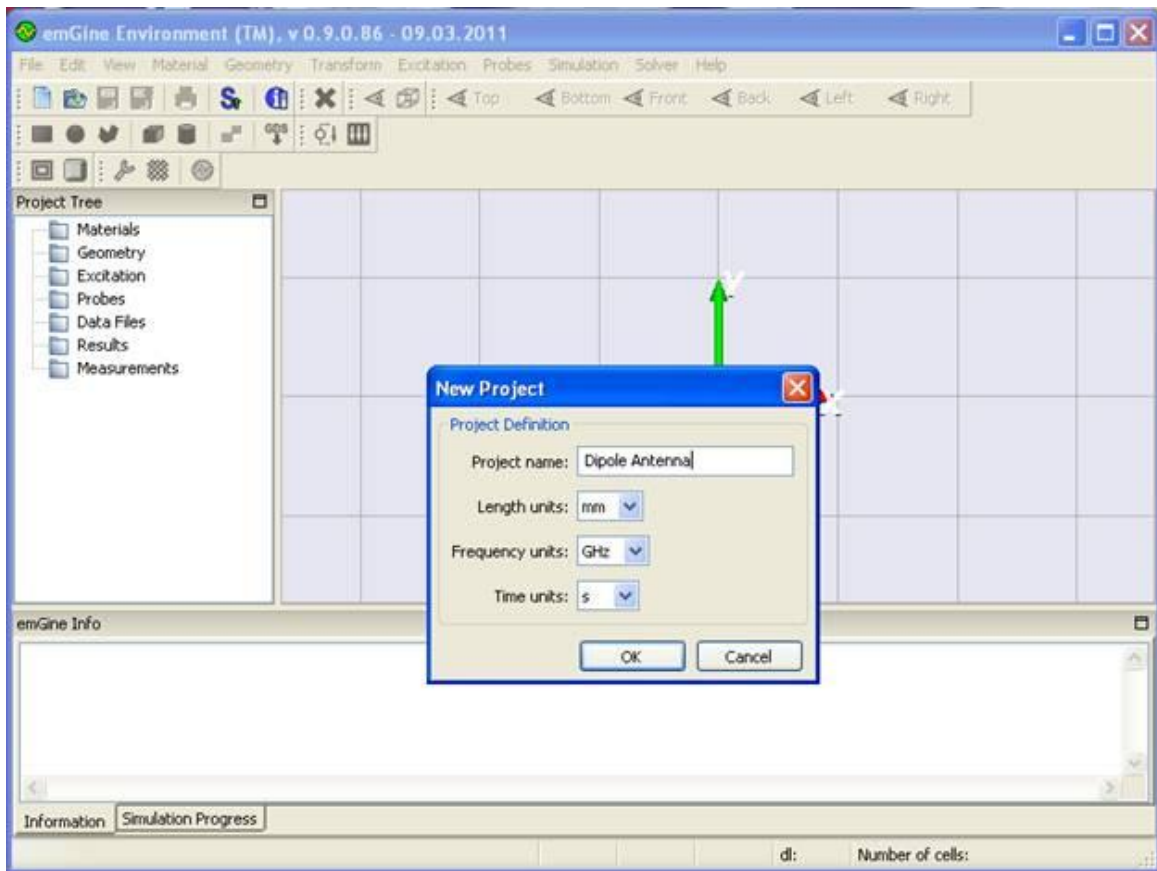 emGine Environment (TM), v 0.9.0.86 - 09.03.2011
File Edit View Material Geometry Transform Excitation Probes Simulation Solver Help
Top Bottom Front Back Left Right
GDS
Project Tree
Materials
Geometry
Excitation
Probes
Data Files
Results
Measurements
Y
X
New Project
Project Definition
Project name: Dipole Antenna
Length units: mm
Frequency units: GHz
Time units: s
OK Cancel
emGine Info
Information Simulation Progress
dl: Number of cells: